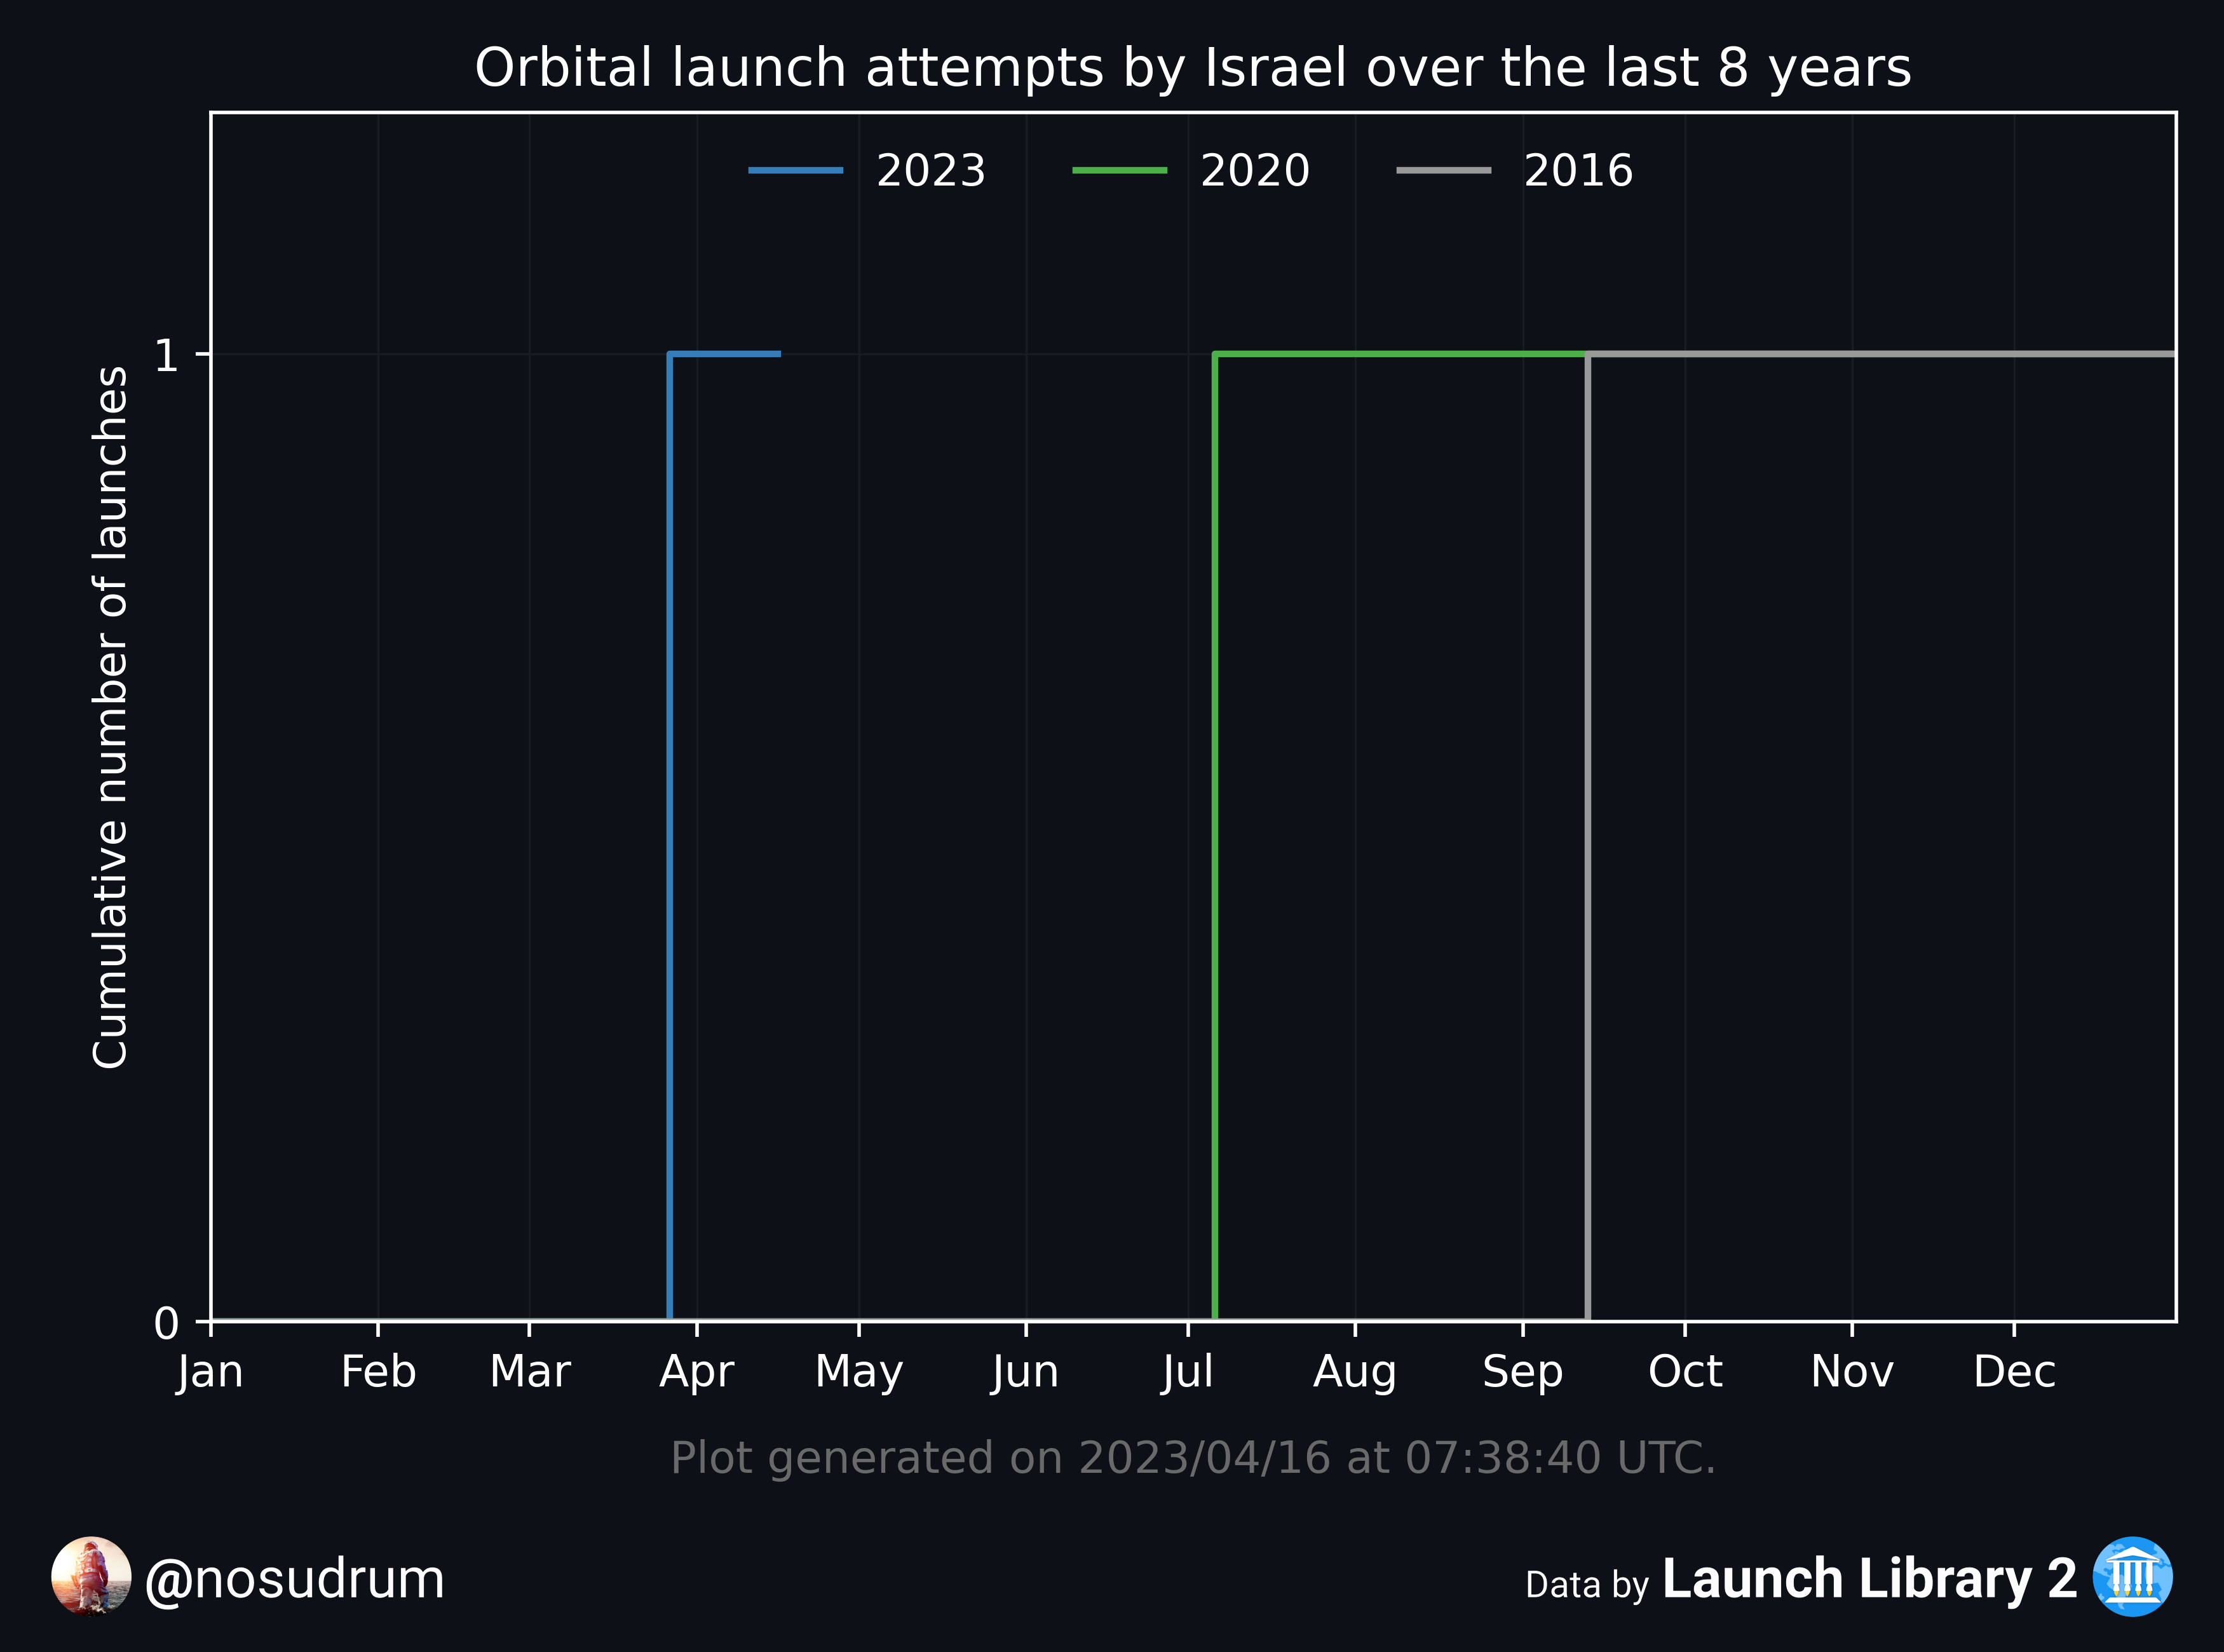 Orbital launch attempts by Israel over the last 8 years
2023 2020 2016
Cumulative number of launches
1
0
Jan Feb Mar Apr May Jun Jul Aug Sep Oct Nov Dec
Plot generated on 2023/04/16 at 07:38:40 UTC.
@nosudrum
Data by Launch Library 2